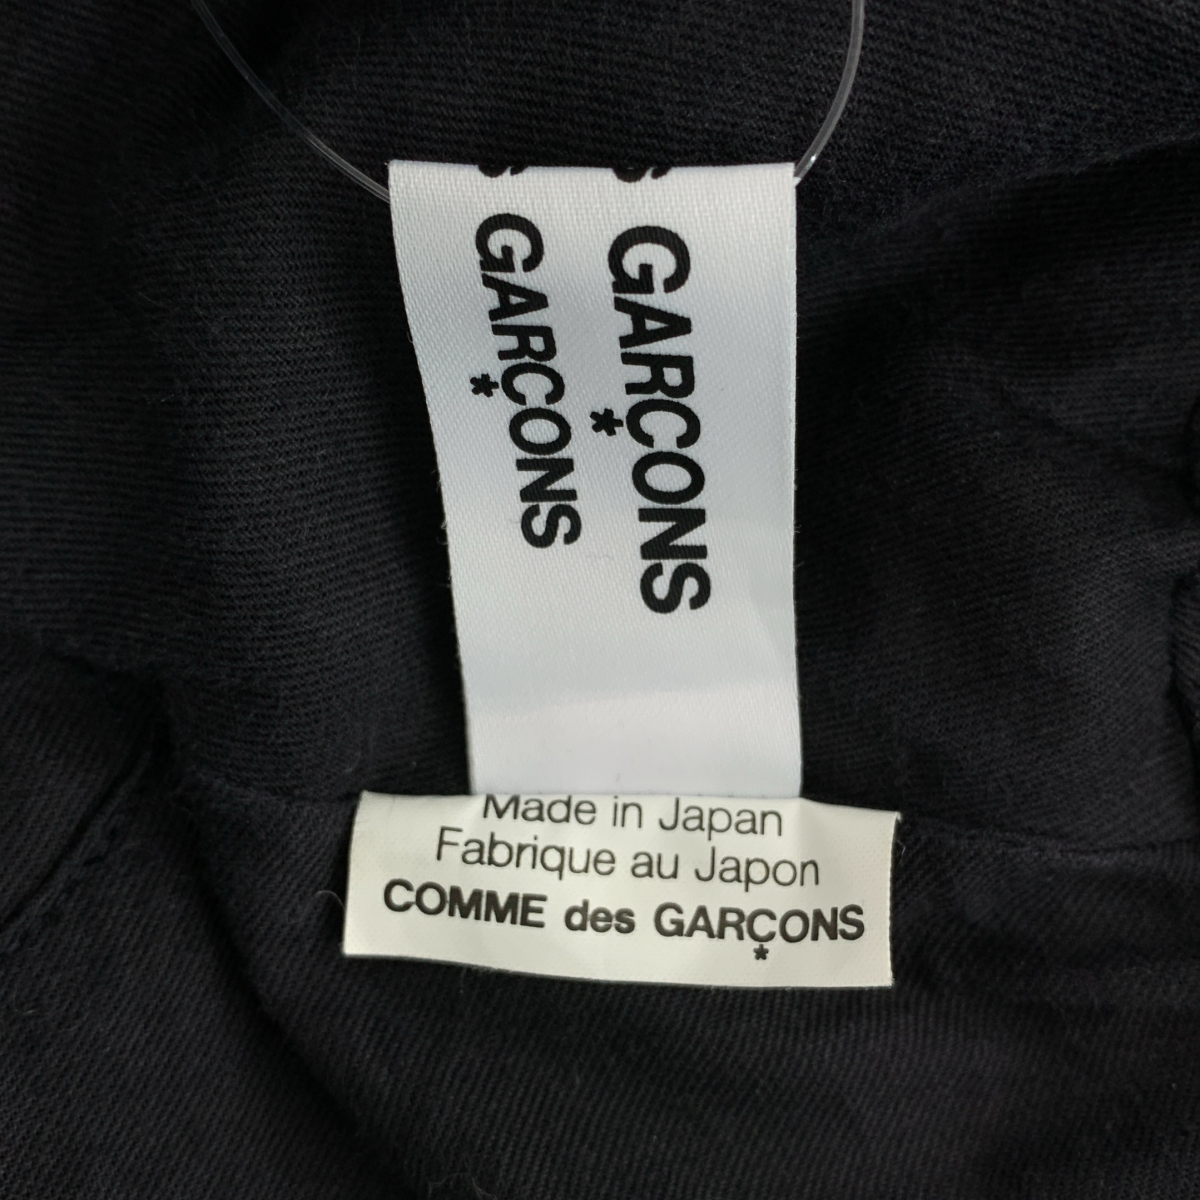 S GARÇONS
S GARÇONS
Made in Japan
Fabrique au Japon
COMME des GARÇONS